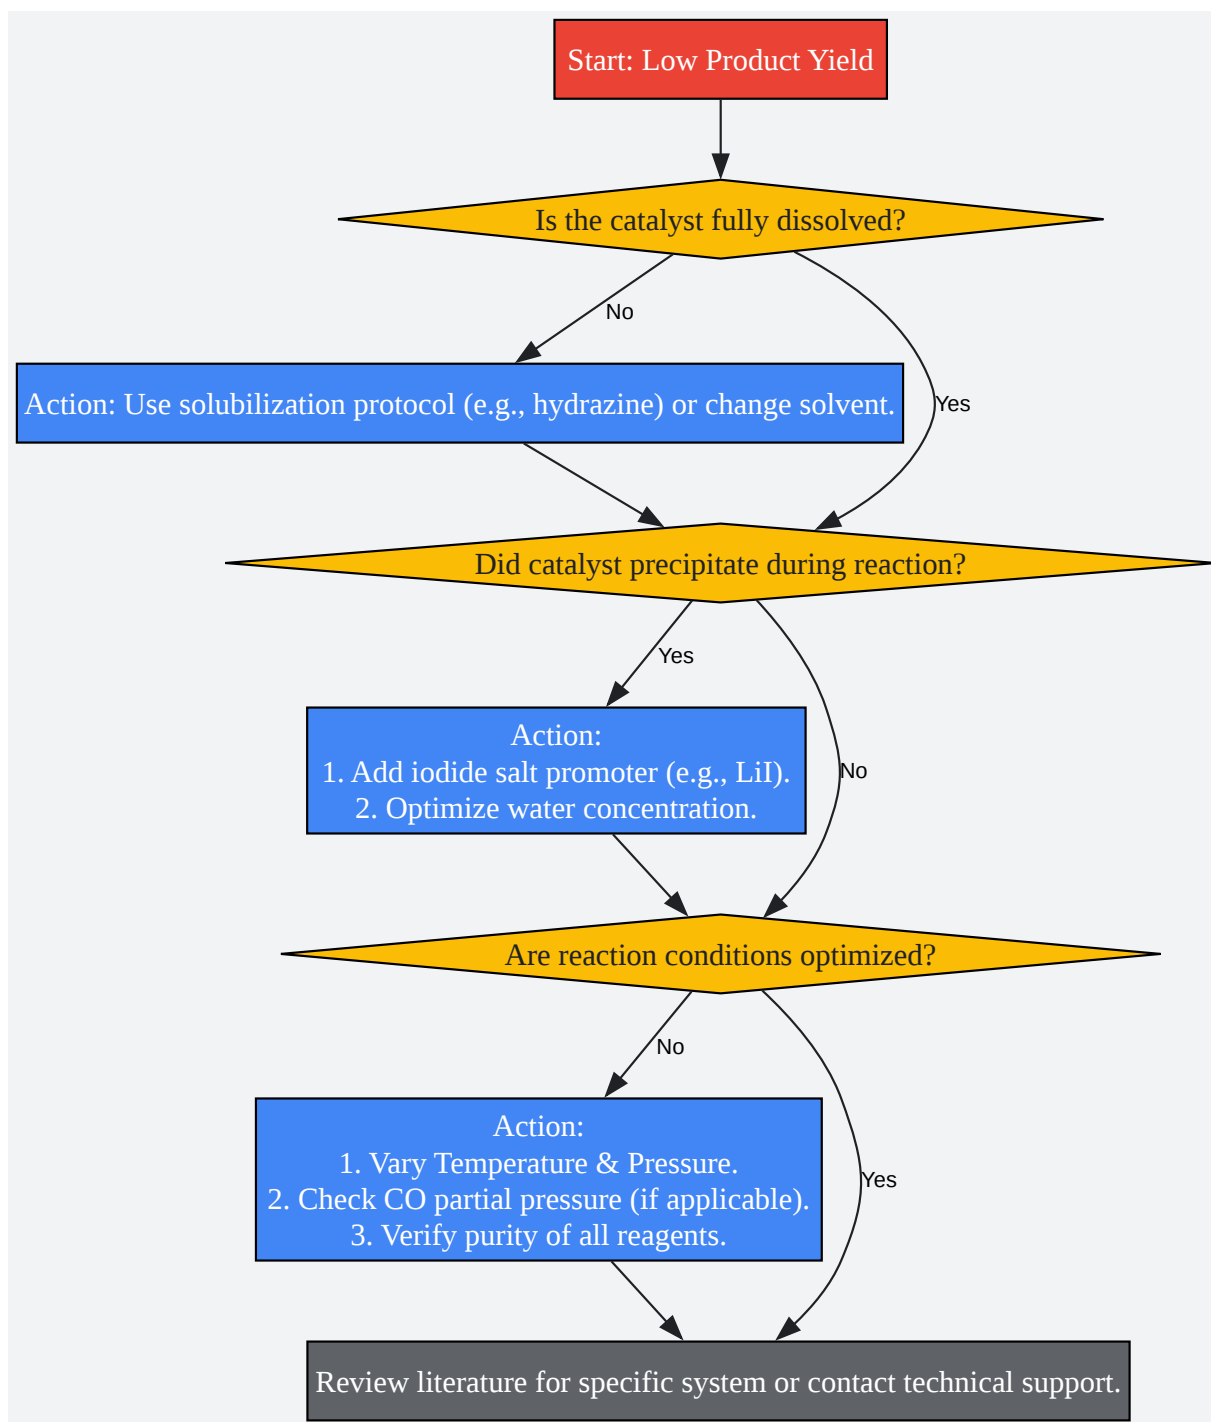 Start: Low Product Yield
Is the catalyst fully dissolved?
No
Action: Use solubilization protocol (e.g., hydrazine) or change solvent.
Yes
Did catalyst precipitate during reaction?
Yes
Action:
1. Add iodide salt promoter (e.g., LiI).
2. Optimize water concentration.
No
Are reaction conditions optimized?
No
Action:
1. Vary Temperature & Pressure.
2. Check CO partial pressure (if applicable).
3. Verify purity of all reagents.
Yes
Review literature for specific system or contact technical support.